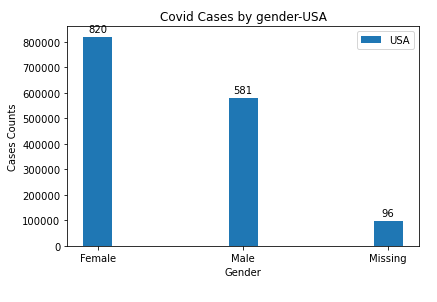 Covid Cases by gender-USA
820
USA
800000
700000
600000
581
500000
400000
300000
200000
96
100000
0
Cases Counts
Female Male Missing
Gender